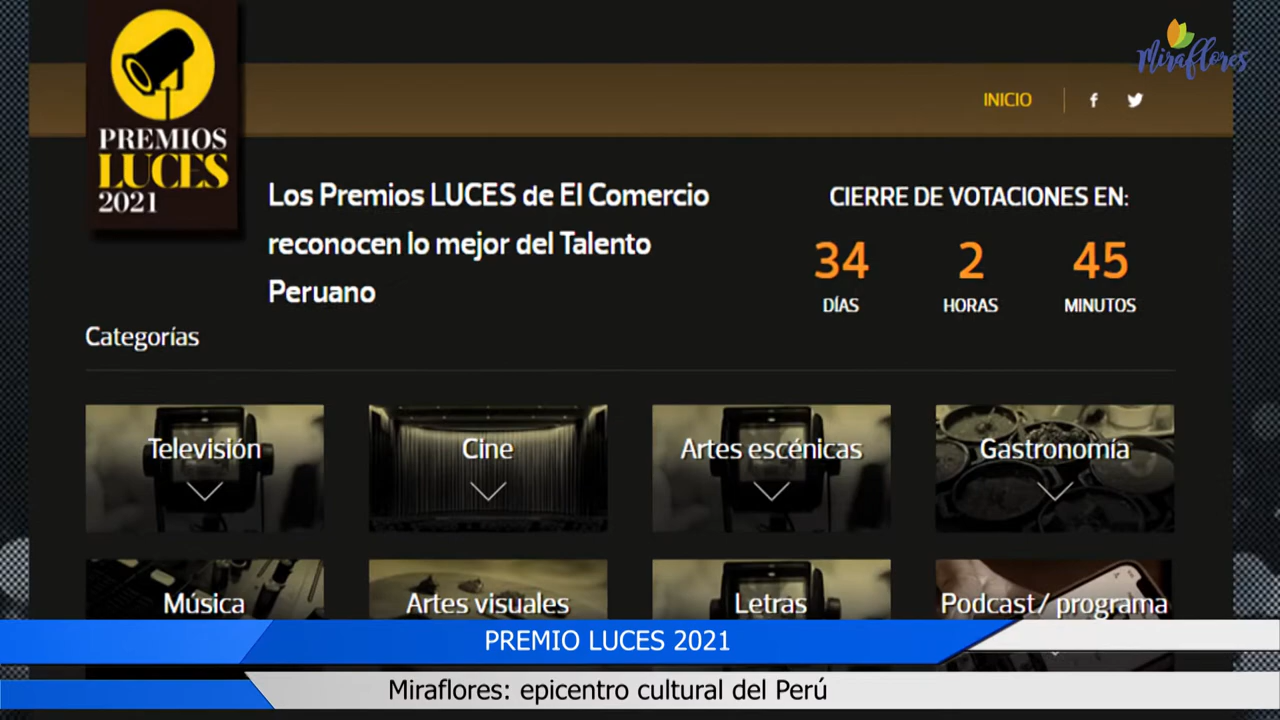 Miraflores
PREMIOS
LUCES
2021
INICIO
Los Premios LUCES de El Comercio
reconocen lo mejor del Talento
Peruano
CIERRE DE VOTACIONES EN:
34 2 45
DÍAS HORAS MINUTOS
Categorías
Televisión Cine Artes escénicas Gastronomía
Música Artes visuales Letras Podcast / programa
PREMIO LUCES 2021
Miraflores: epicentro cultural del Perú